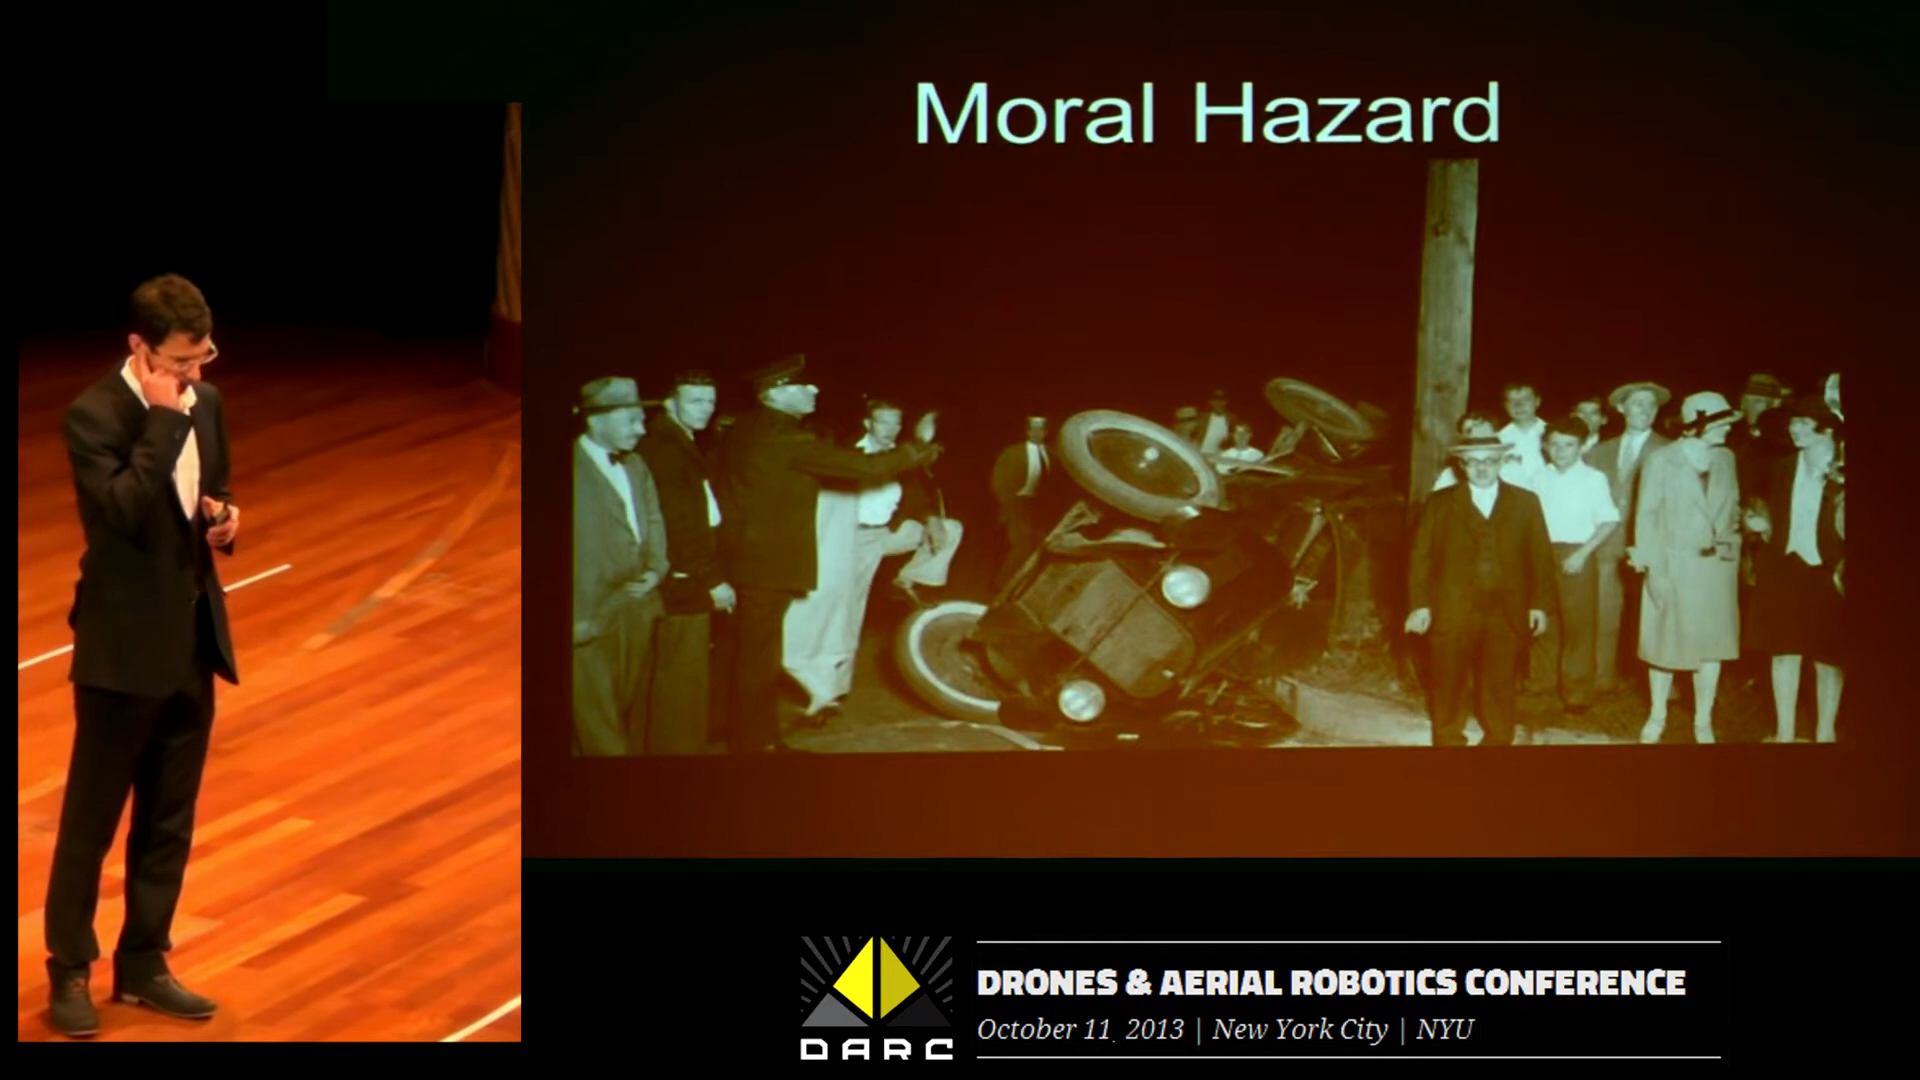 Moral Hazard
DRONES & AERIAL ROBOTICS CONFERENCE
October 11, 2013 | New York City | NYU
DARC